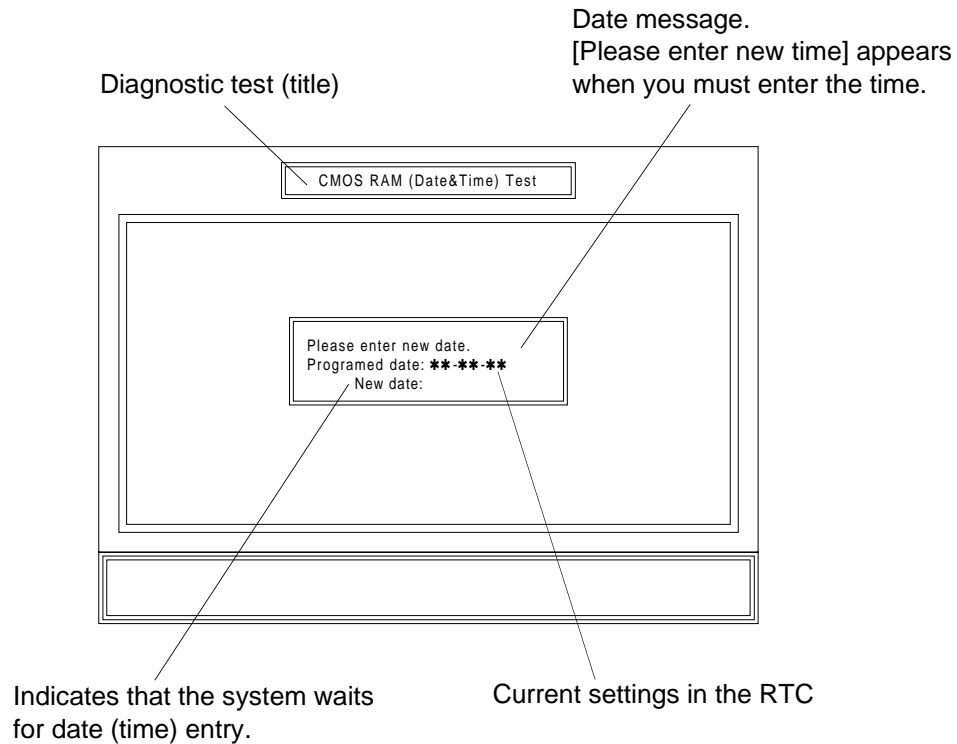 Date message.
[Please enter new time] appears
when you must enter the time.
Diagnostic test (title)
CMOS RAM (Date&Time) Test
Please enter new date.
Programed date: **-**-**
New date:
Indicates that the system waits
for date (time) entry.
Current settings in the RTC